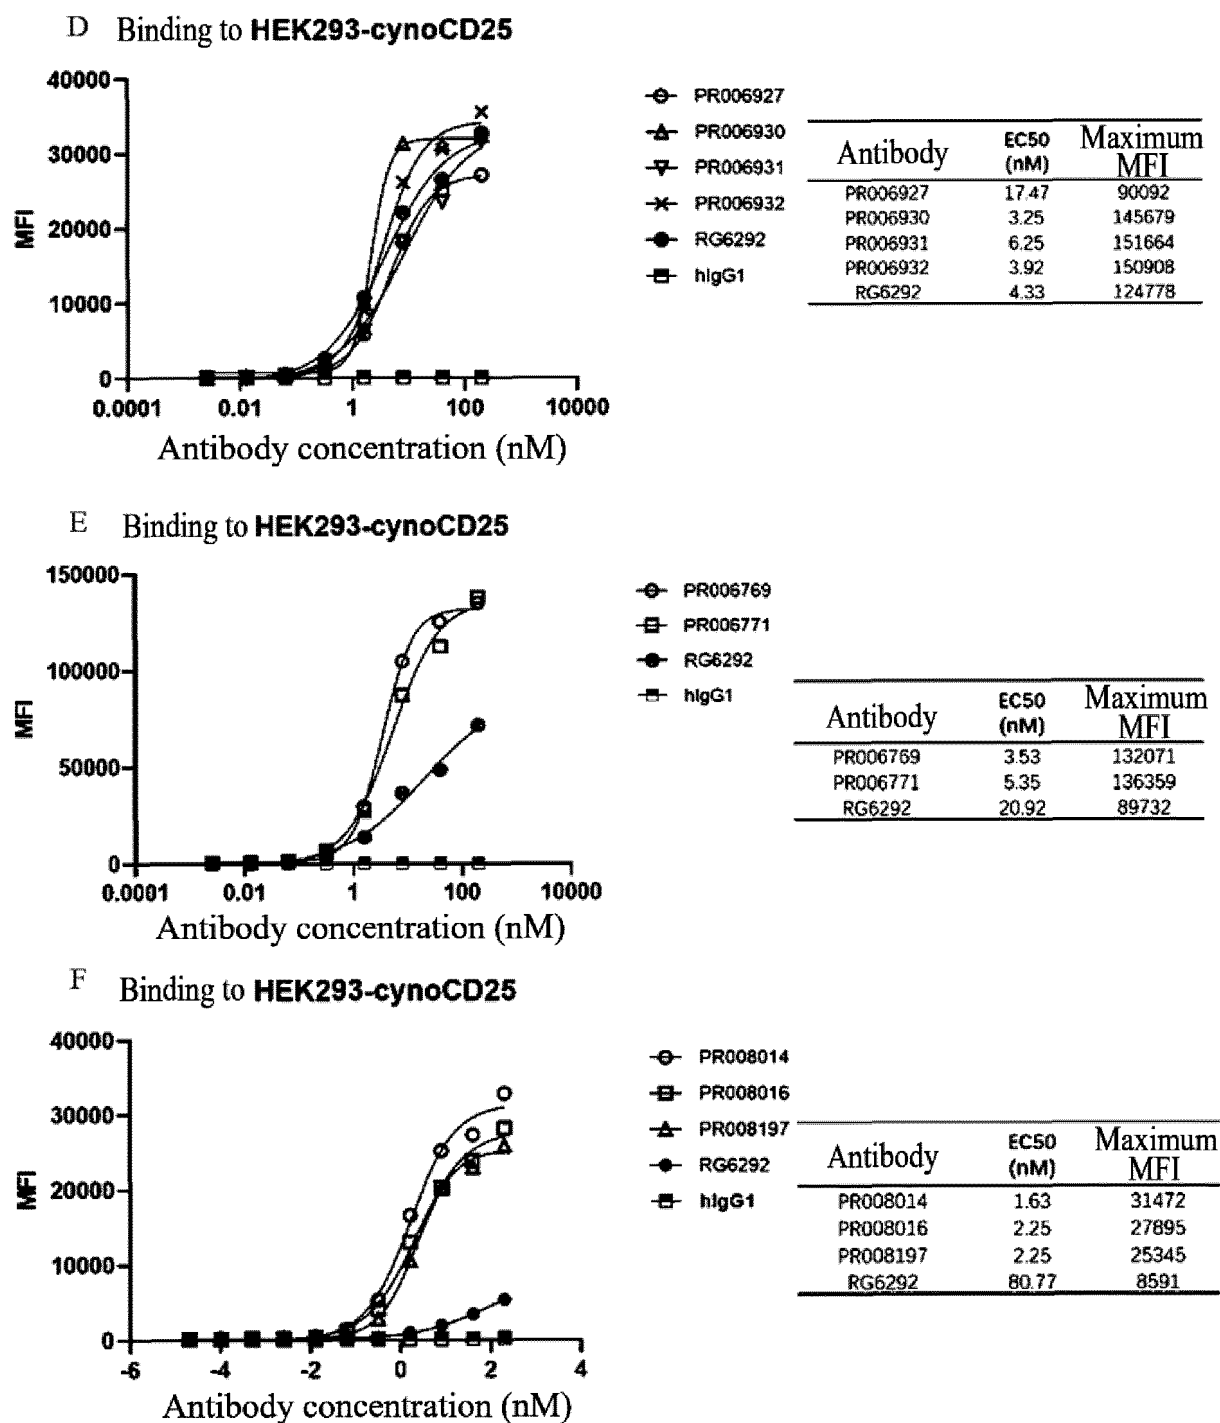 D Binding to HEK293-cynoCD25
40000
30000
20000
10000
0
MFI
0.0001 0.01 1 100 10000
Antibody concentration (nM)
PR006927
PR006930
PR006931
PR006932
RG6292
hIgG1
Antibody EC50 (nM) Maximum MFI
PR006927 17.47 90092
PR006930 3.25 145679
PR006931 6.25 151664
PR006932 3.92 150908
RG6292 4.33 124778
E Binding to HEK293-cynoCD25
150000
100000
50000
0
MFI
0.0001 0.01 1 100 10000
Antibody concentration (nM)
PR006769
PR006771
RG6292
hIgG1
Antibody EC50 (nM) Maximum MFI
PR006769 3.53 132071
PR006771 5.35 136359
RG6292 20.92 89732
F Binding to HEK293-cynoCD25
40000
30000
20000
10000
0
MFI
-6 -4 -2 0 2 4
Antibody concentration (nM)
PR008014
PR008016
PR008197
RG6292
hIgG1
Antibody EC50 (nM) Maximum MFI
PR008014 1.63 31472
PR008016 2.25 27895
PR008197 2.25 25345
RG6292 80.77 8591